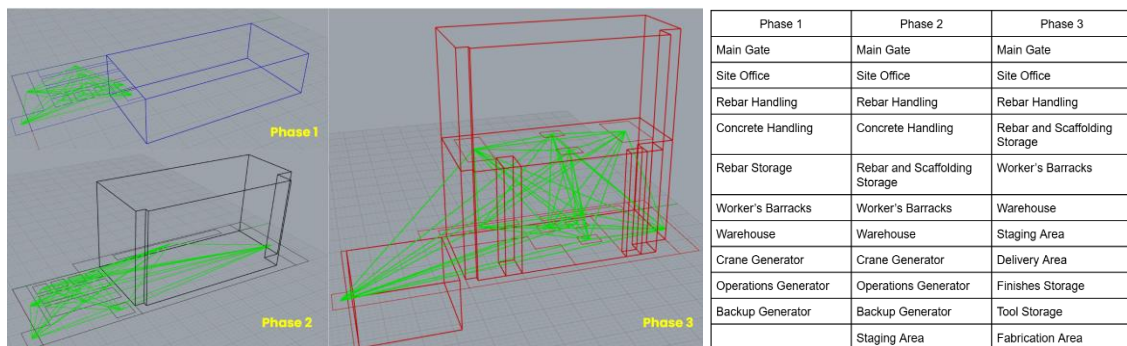 Phase 1
Phase 2
Phase 3
Phase 1 Phase 2 Phase 3
Main Gate Main Gate Main Gate
Site Office Site Office Site Office
Rebar Handling Rebar Handling Rebar Handling
Concrete Handling Concrete Handling Rebar and Scaffolding
Storage
Rebar Storage Rebar and Scaffolding
Storage Worker's Barracks
Worker's Barracks Worker's Barracks Warehouse
Warehouse Warehouse Staging Area
Crane Generator Crane Generator Delivery Area
Operations Generator Operations Generator Finishes Storage
Backup Generator Backup Generator Tool Storage
Staging Area Fabrication Area